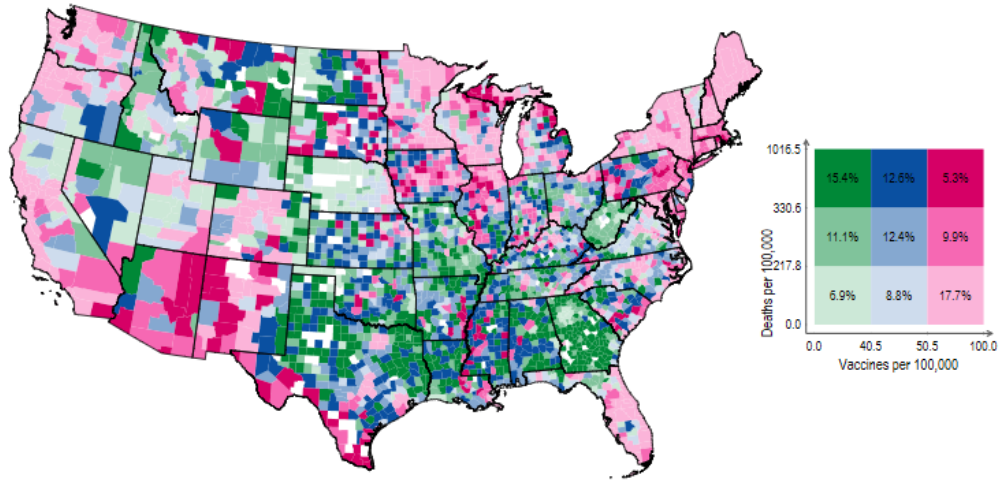 1016.5
15.4% 12.6% 5.3%
330.6
11.1% 12.4% 9.9%
217.8
6.9% 8.8% 17.7%
0.0
Deaths per 100,000
0.0 40.5 50.5 100.0
Vaccines per 100,000